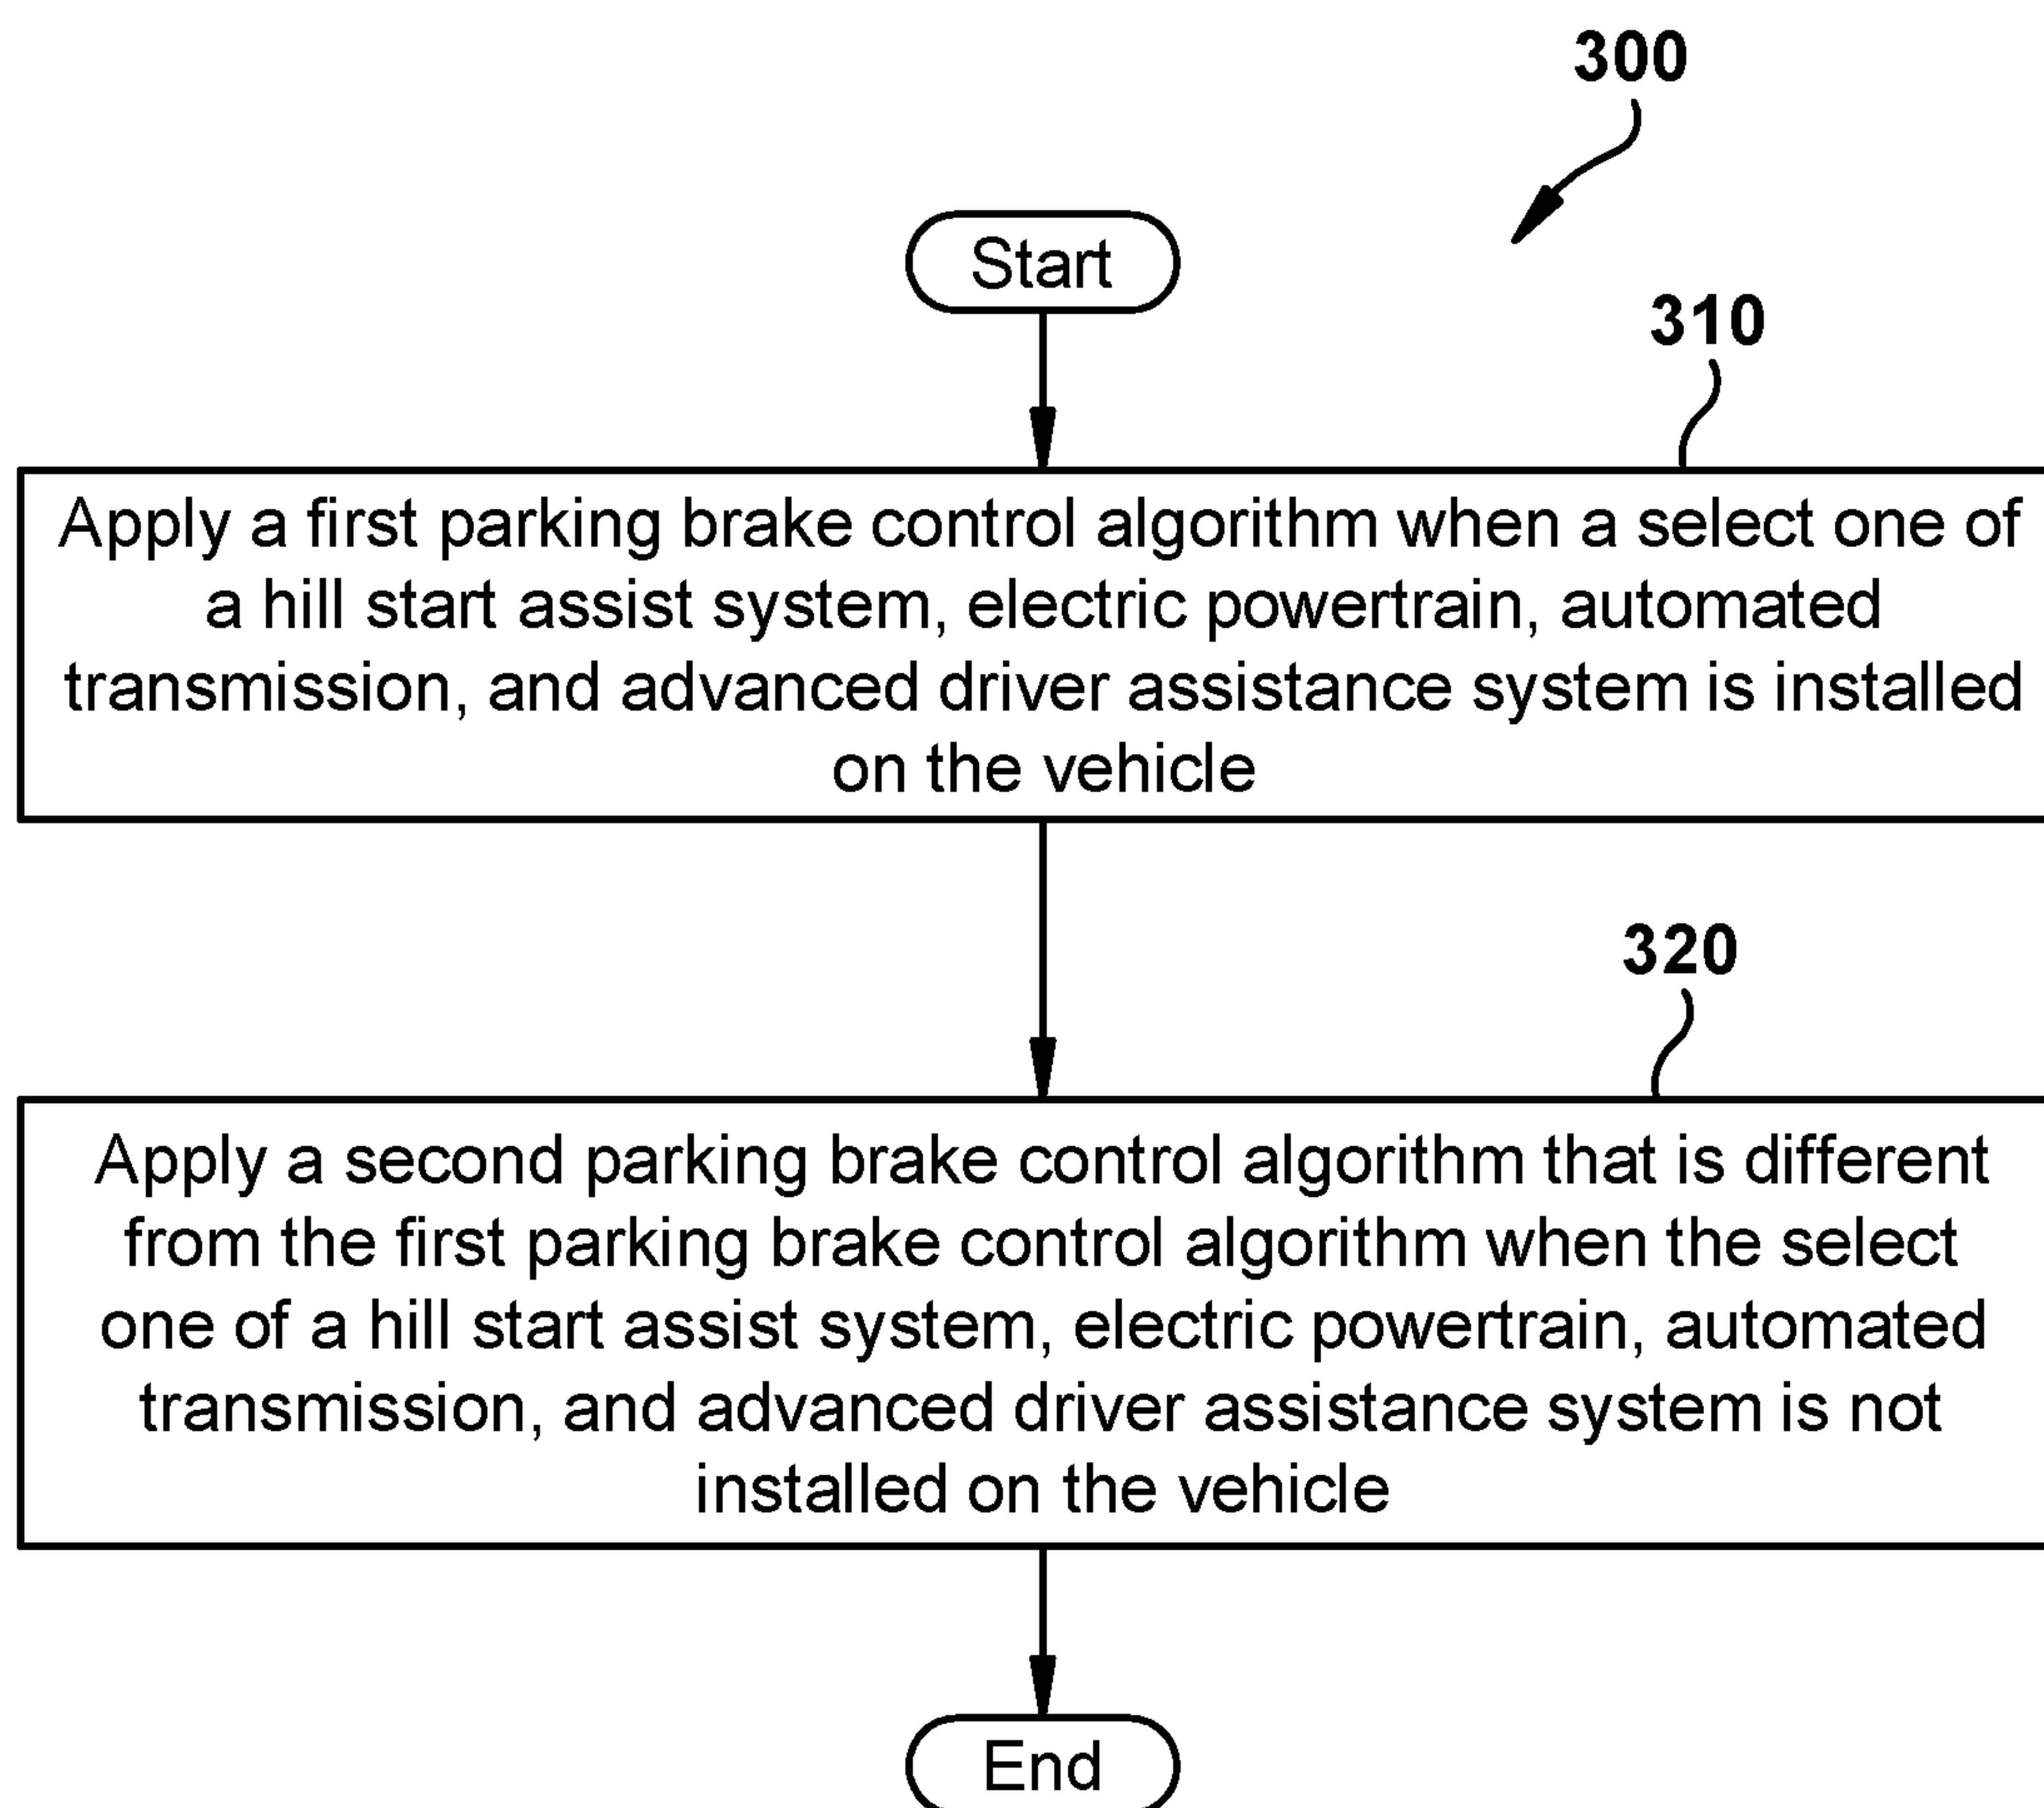 300
Start
310
Apply a first parking brake control algorithm when a select one of
a hill start assist system, electric powertrain, automated
transmission, and advanced driver assistance system is installed
on the vehicle
320
Apply a second parking brake control algorithm that is different
from the first parking brake control algorithm when the select
one of a hill start assist system, electric powertrain, automated
transmission, and advanced driver assistance system is not
installed on the vehicle
End